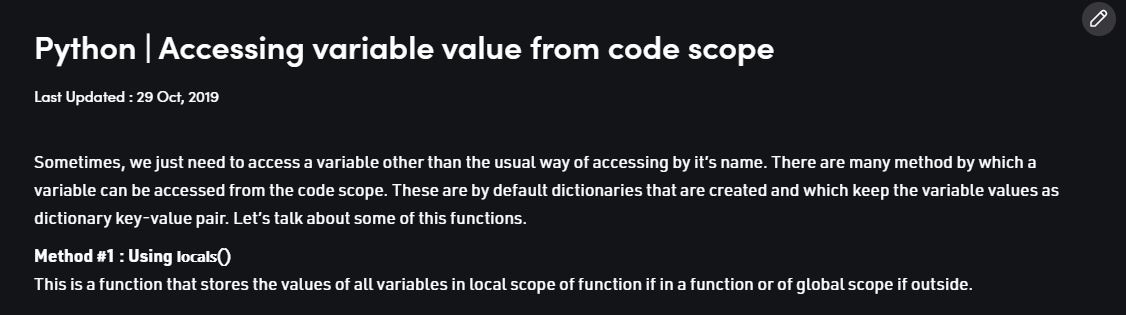 Python | Accessing variable value from code scope
Last Updated : 29 Oct, 2019
Sometimes, we just need to access a variable other than the usual way of accessing by it's name. There are many method by which a
variable can be accessed from the code scope. These are by default dictionaries that are created and which keep the variable values as
dictionary key-value pair. Let's talk about some of this functions.
Method #1 : Using locals()
This is a function that stores the values of all variables in local scope of function if in a function or of global scope if outside.